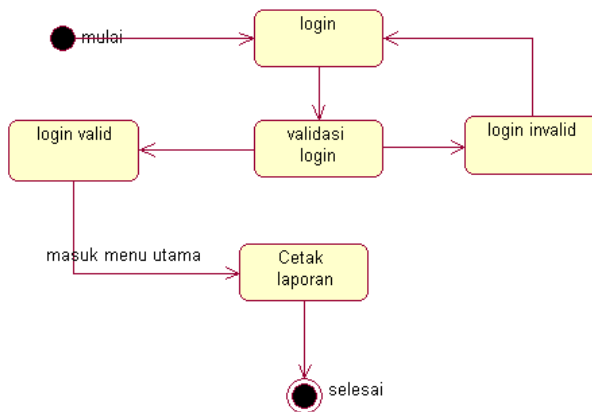 mulai
login
login valid
validasi
login
login invalid
masuk menu utama
Cetak
laporan
selesai